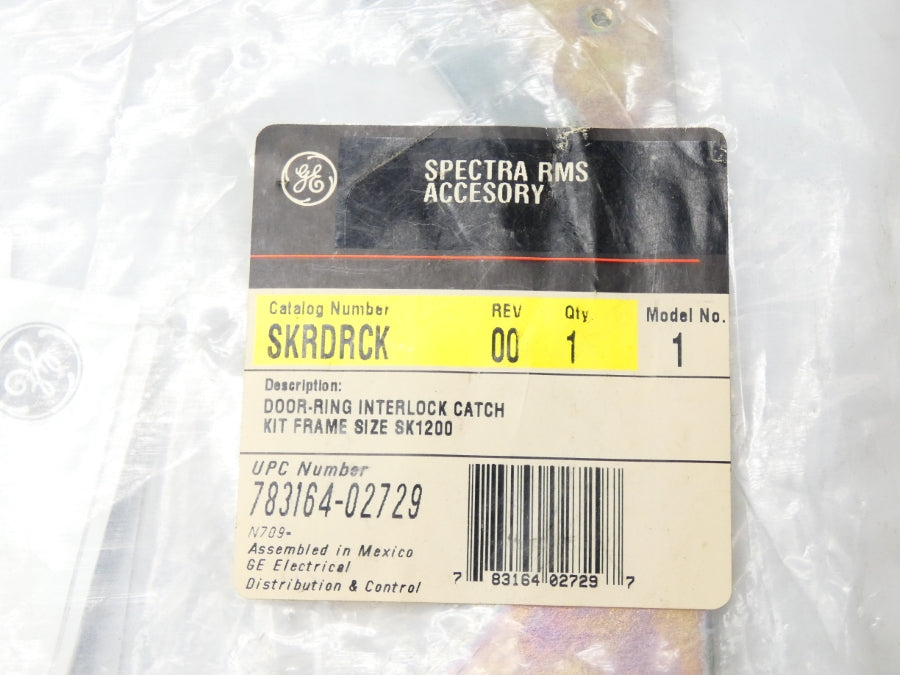 GE
SPECTRA RMS
ACCESORY
Catalog Number REV Qty Model No.
SKRDRCK 00 1 1
Description:
DOOR-RING INTERLOCK CATCH
KIT FRAME SIZE SK1200
UPC Number
783164-02729
N709-
Assembled in Mexico
GE Electrical
Distribution & Control
7 83164 02729 7
GE